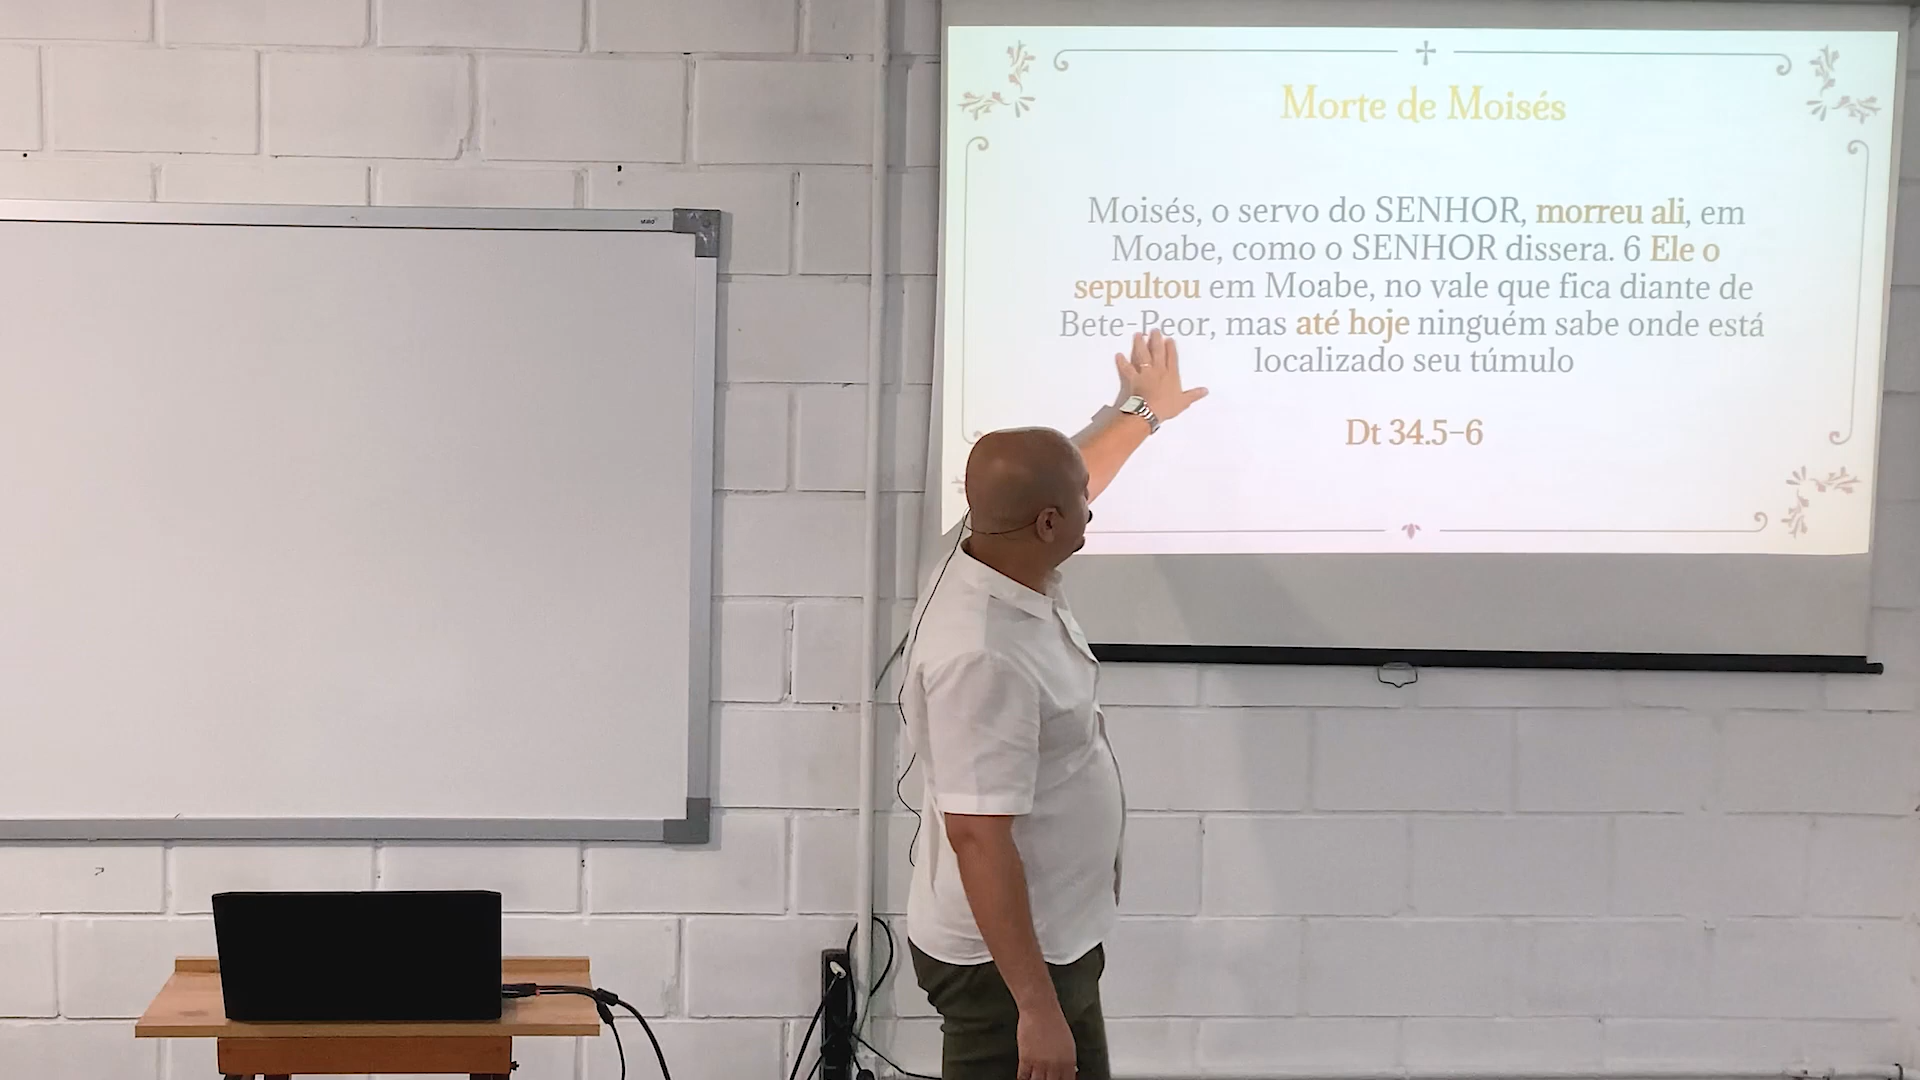 Morte de Moisés
Moisés, o servo do SENHOR, morreu ali, em
Moabe, como o SENHOR dissera. 6 Ele o
sepultou em Moabe, no vale que fica diante de
Bete-Peor, mas até hoje ninguém sabe onde está
localizado seu túmulo
Dt 34.5-6